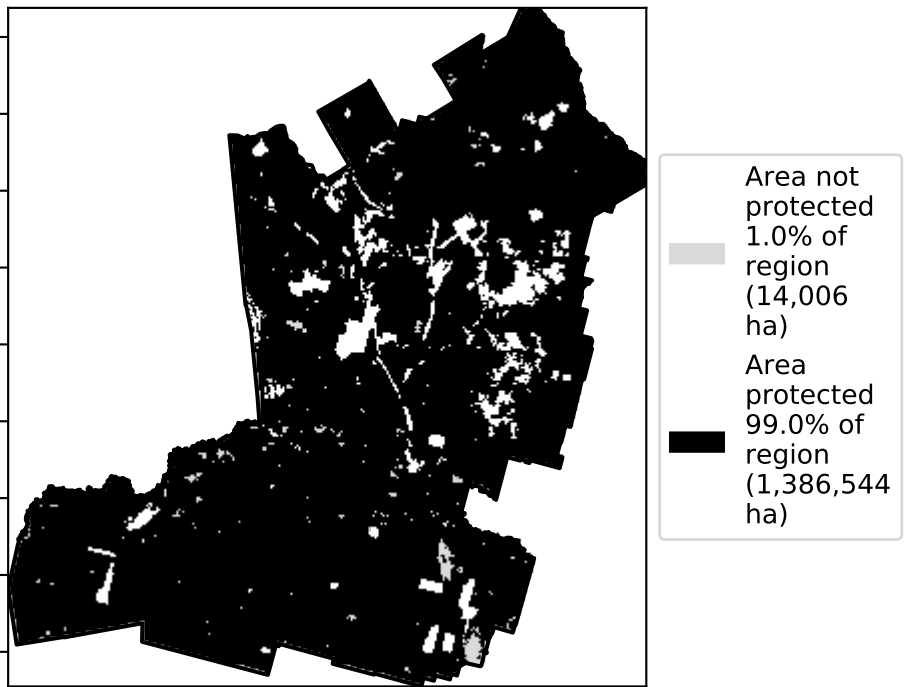 Area not
protected
1.0% of
region
(14,006
ha)
Area
protected
99.0% of
region
(1,386,544
ha)